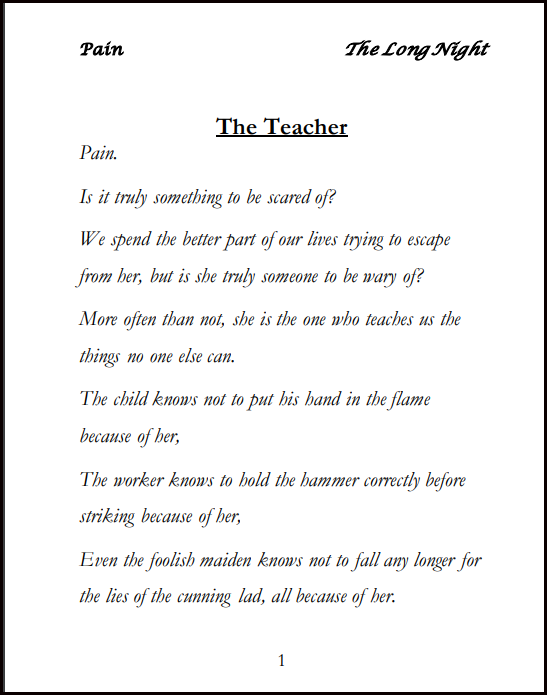 Pain The Long Night
The Teacher
Pain.
Is it truly something to be scared of?
We spend the better part of our lives trying to escape
from her, but is she truly someone to be wary of?
More often than not, she is the one who teaches us the
things no one else can.
The child knows not to put his hand in the flame
because of her,
The worker knows to hold the hammer correctly before
striking because of her,
Even the foolish maiden knows not to fall any longer for
the lies of the cunning lad, all because of her.
1